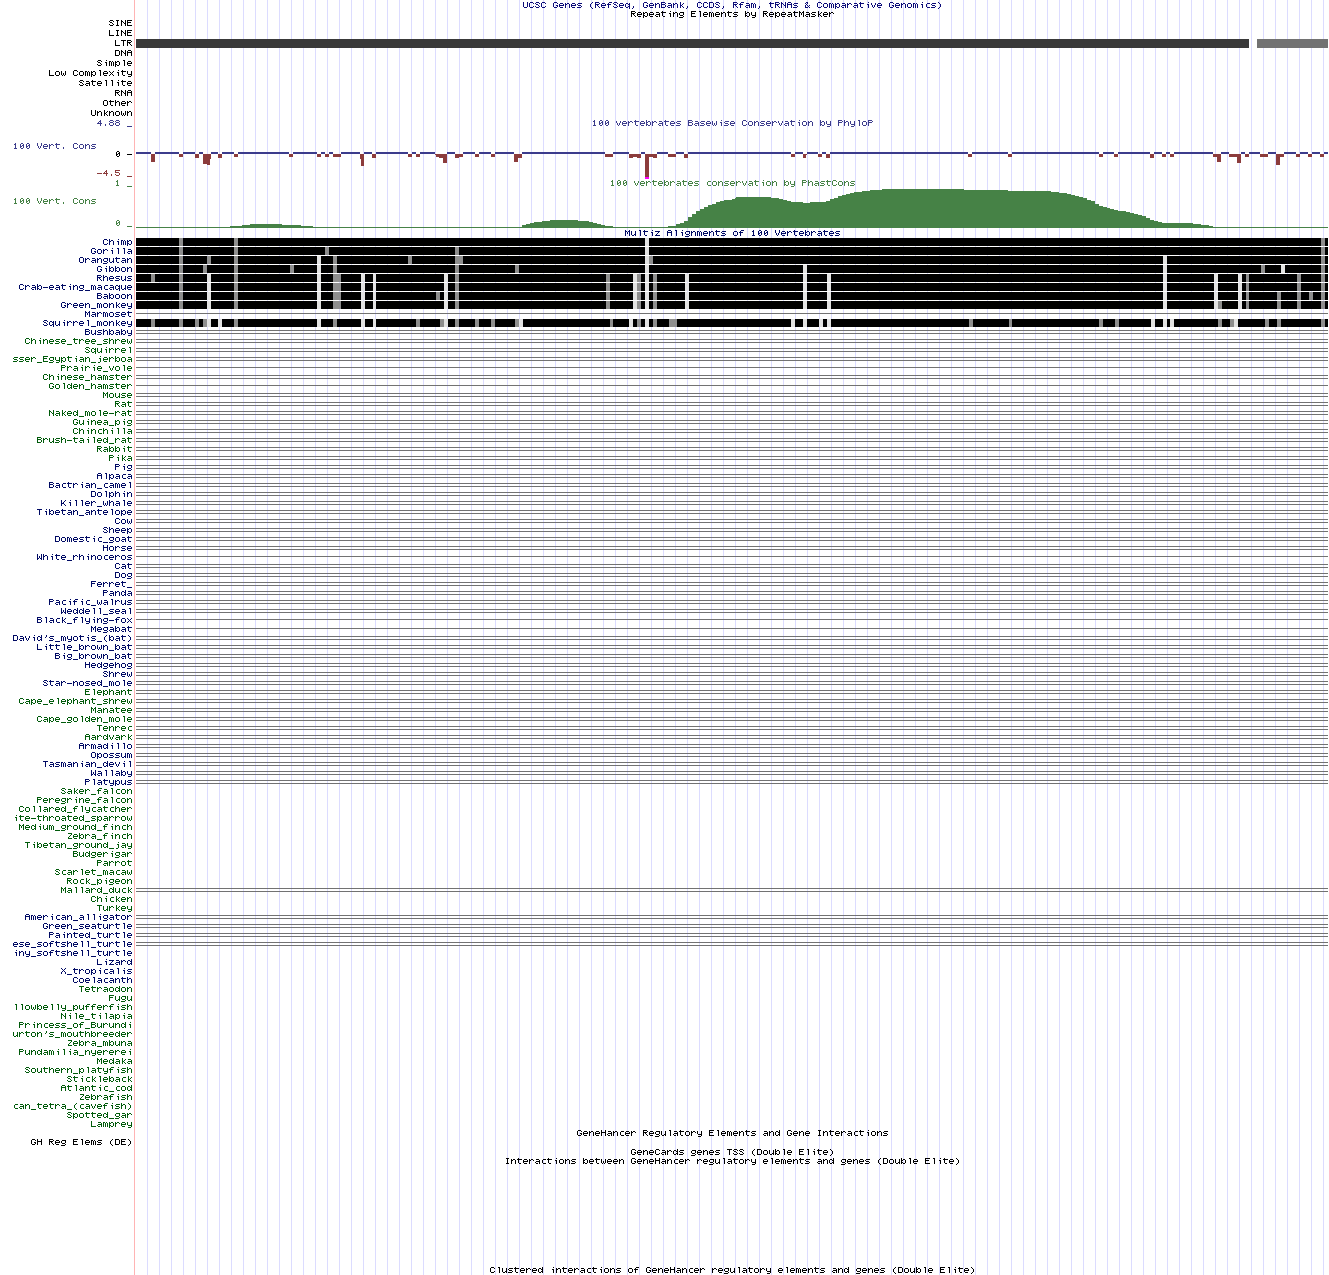 UCSC Genes (RefSeq, GenBank, CCDS, Rfam, tRNAs & Comparative Genomics)
Repeating Elements by RepeatMasker
SINE
LINE
LTR
DNA
Simple
Low Complexity
Satellite
RNA
Other
Unknown
4.88 _
100 vertebrates Basewise Conservation by PhyloP
100 Vert. Cons
0 _
-4.5 _
1 _
100 vertebrates conservation by PhastCons
100 Vert. Cons
0 _
Multiz Alignments of 100 Vertebrates
Chimp
Gorilla
Orangutan
Gibbon
Rhesus
Crab-eating_macaque
Baboon
Green_monkey
Marmoset
Squirrel_monkey
Bushbaby
Chinese_tree_shrew
Squirrel
sser_Egyptian_jerboa
Prairie_vole
Chinese_hamster
Golden_hamster
Mouse
Rat
Naked_mole-rat
Guinea_pig
Chinchilla
Brush-tailed_rat
Rabbit
Pika
Pig
Alpaca
Bactrian_camel
Dolphin
Killer_whale
Tibetan_antelope
Cow
Sheep
Domestic_goat
Horse
White_rhinoceros
Cat
Dog
Ferret_
Panda
Pacific_walrus
Weddell_seal
Black_flying-fox
Megabat
David's_myotis_(bat)
Little_brown_bat
Big_brown_bat
Hedgehog
Shrew
Star-nosed_mole
Elephant
Cape_elephant_shrew
Manatee
Cape_golden_mole
Tenrec
Aardvark
Armadillo
Opossum
Tasmanian_devil
Wallaby
Platypus
Saker_falcon
Peregrine_falcon
Collared_flycatcher
ite-throated_sparrow
Medium_ground_finch
Zebra_finch
Tibetan_ground_jay
Budgerigar
Parrot
Scarlet_macaw
Rock_pigeon
Mallard_duck
Chicken
Turkey
American_alligator
Green_seaturtle
Painted_turtle
ese_softshell_turtle
iny_softshell_turtle
Lizard
X_tropicalis
Coelacanth
Tetraodon
Fugu
llowbelly_pufferfish
Nile_tilapia
Princess_of_Burundi
urton's_mouthbreeder
Zebra_mbuna
Pundamilia_nyererei
Medaka
Southern_platyfish
Stickleback
Atlantic_cod
Zebrafish
can_tetra_(cavefish)
Spotted_gar
Lamprey
GeneHancer Regulatory Elements and Gene Interactions
GH Reg Elems (DE)
GeneCards genes TSS (Double Elite)
Interactions between GeneHancer regulatory elements and genes (Double Elite)
Clustered interactions of GeneHancer regulatory elements and genes (Double Elite)